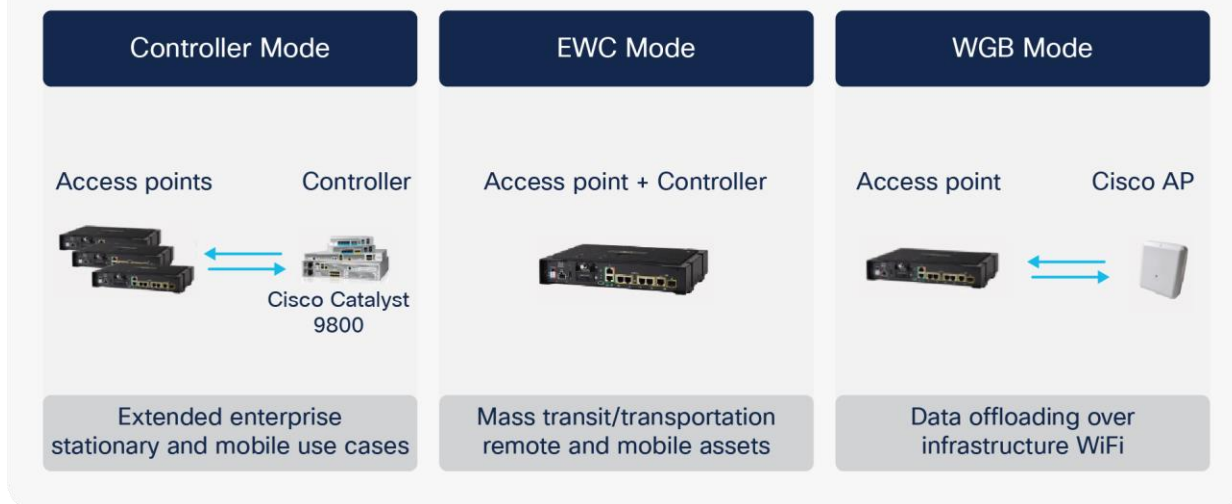 Controller Mode
Access points
Controller
Cisco Catalyst
9800
Extended enterprise
stationary and mobile use cases
EWC Mode
Access point + Controller
Mass transit/transportation
remote and mobile assets
WGB Mode
Access point
Cisco AP
Data offloading over
infrastructure WiFi